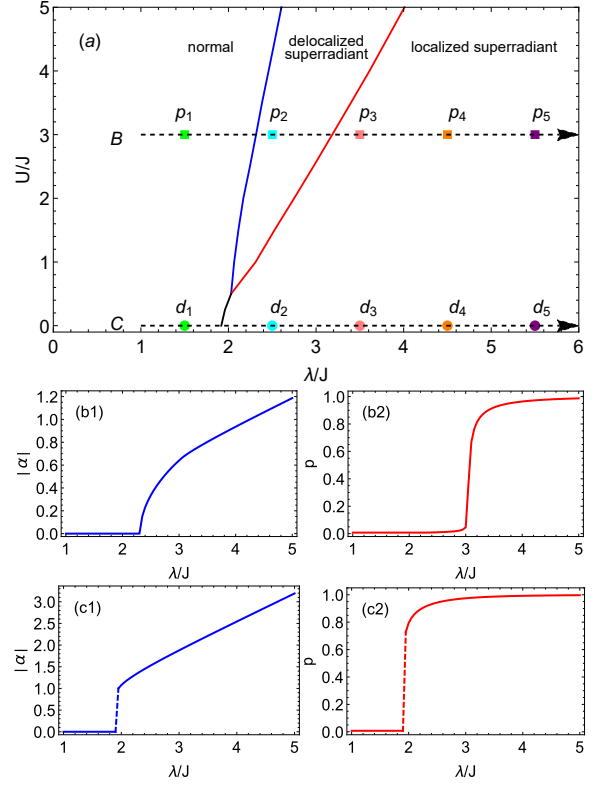 (a)
normal
delocalized
superradiant
localized superradiant
U/J
5
4
3
2
1
0
B
p1 p2 p3 p4 p5
C
d1 d2 d3 d4 d5
0 1 2 3 4 5 6
λ/J
(b1)
|α|
1.2
1.0
0.8
0.6
0.4
0.2
0.0
1 2 3 4 5
λ/J
(b2)
p
1.0
0.8
0.6
0.4
0.2
0.0
1 2 3 4 5
λ/J
(c1)
|α|
3.0
2.5
2.0
1.5
1.0
0.5
0.0
1 2 3 4 5
λ/J
(c2)
p
1.0
0.8
0.6
0.4
0.2
0.0
1 2 3 4 5
λ/J